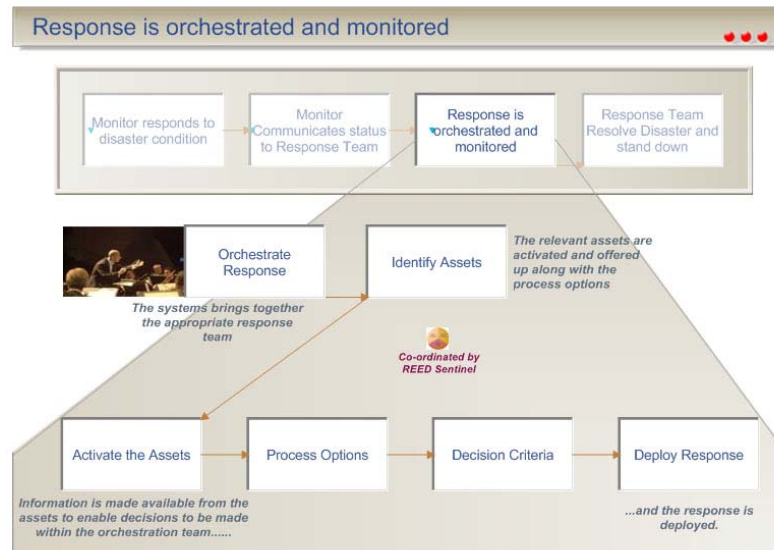 Response is orchestrated and monitored
Monitor responds to
disaster condition
Monitor
Communicates status
to Response Team
Response is
orchestrated and
monitored
Response Team
Resolve Disaster and
stand down
Orchestrate
Response
Identify Assets
The relevant assets are
activated and offered
up along with the
process options
The systems brings together
the appropriate response
team
Co-ordinated by
REED Sentinel
Activate the Assets
Process Options
Decision Criteria
Deploy Response
Information is made available from the
assets to enable decisions to be made
within the orchestration team......
...and the response is
deployed.